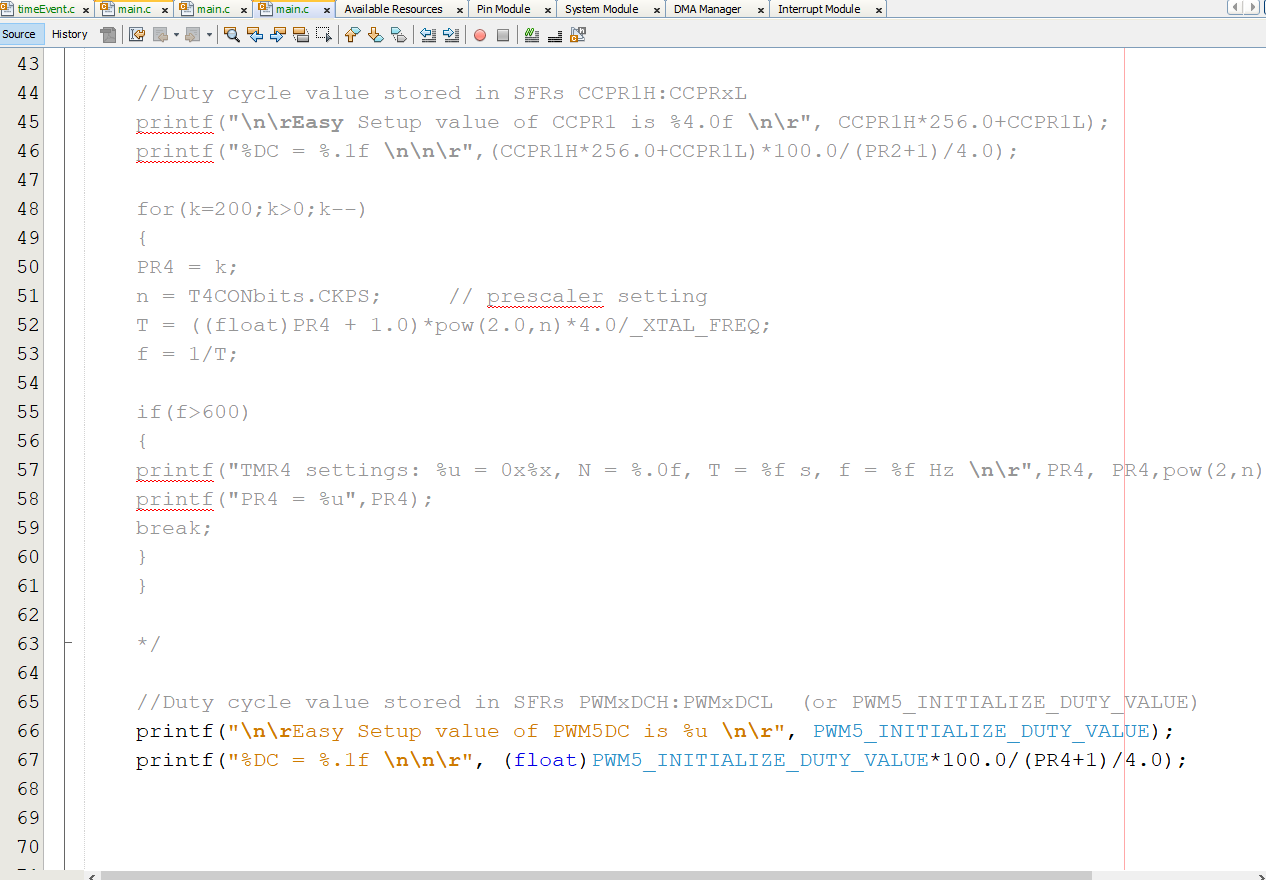 timeEvent.c main.c main.c main.c Available Resources Pin Module System Module DMA Manager Interrupt Module
Source History
43
44 //Duty cycle value stored in SFRs CCPR1H:CCPRxL
45 printf("\n\rEasy Setup value of CCPR1 is %4.0f \n\r", CCPR1H*256.0+CCPR1L);
46 printf("%DC = %.1f \n\n\r",(CCPR1H*256.0+CCPR1L)*100.0/(PR2+1)/4.0);
47
48 for(k=200;k>0;k--)
49 {
50 PR4 = k;
51 n = T4CONbits.CKPS; // prescaler setting
52 T = ((float)PR4 + 1.0)*pow(2.0,n)*4.0/_XTAL_FREQ;
53 f = 1/T;
54
55 if(f>600)
56 {
57 printf("TMR4 settings: %u = 0x%x, N = %.0f, T = %f s, f = %f Hz \n\r",PR4, PR4,pow(2,n)
58 printf("PR4 = %u",PR4);
59 break;
60 }
61 }
62
63 */
64
65 //Duty cycle value stored in SFRs PWMxDCH:PWMxDCL (or PWM5_INITIALIZE_DUTY_VALUE)
66 printf("\n\rEasy Setup value of PWM5DC is %u \n\r", PWM5_INITIALIZE_DUTY_VALUE);
67 printf("%DC = %.1f \n\n\r", (float)PWM5_INITIALIZE_DUTY_VALUE*100.0/(PR4+1)/4.0);
68
69
70